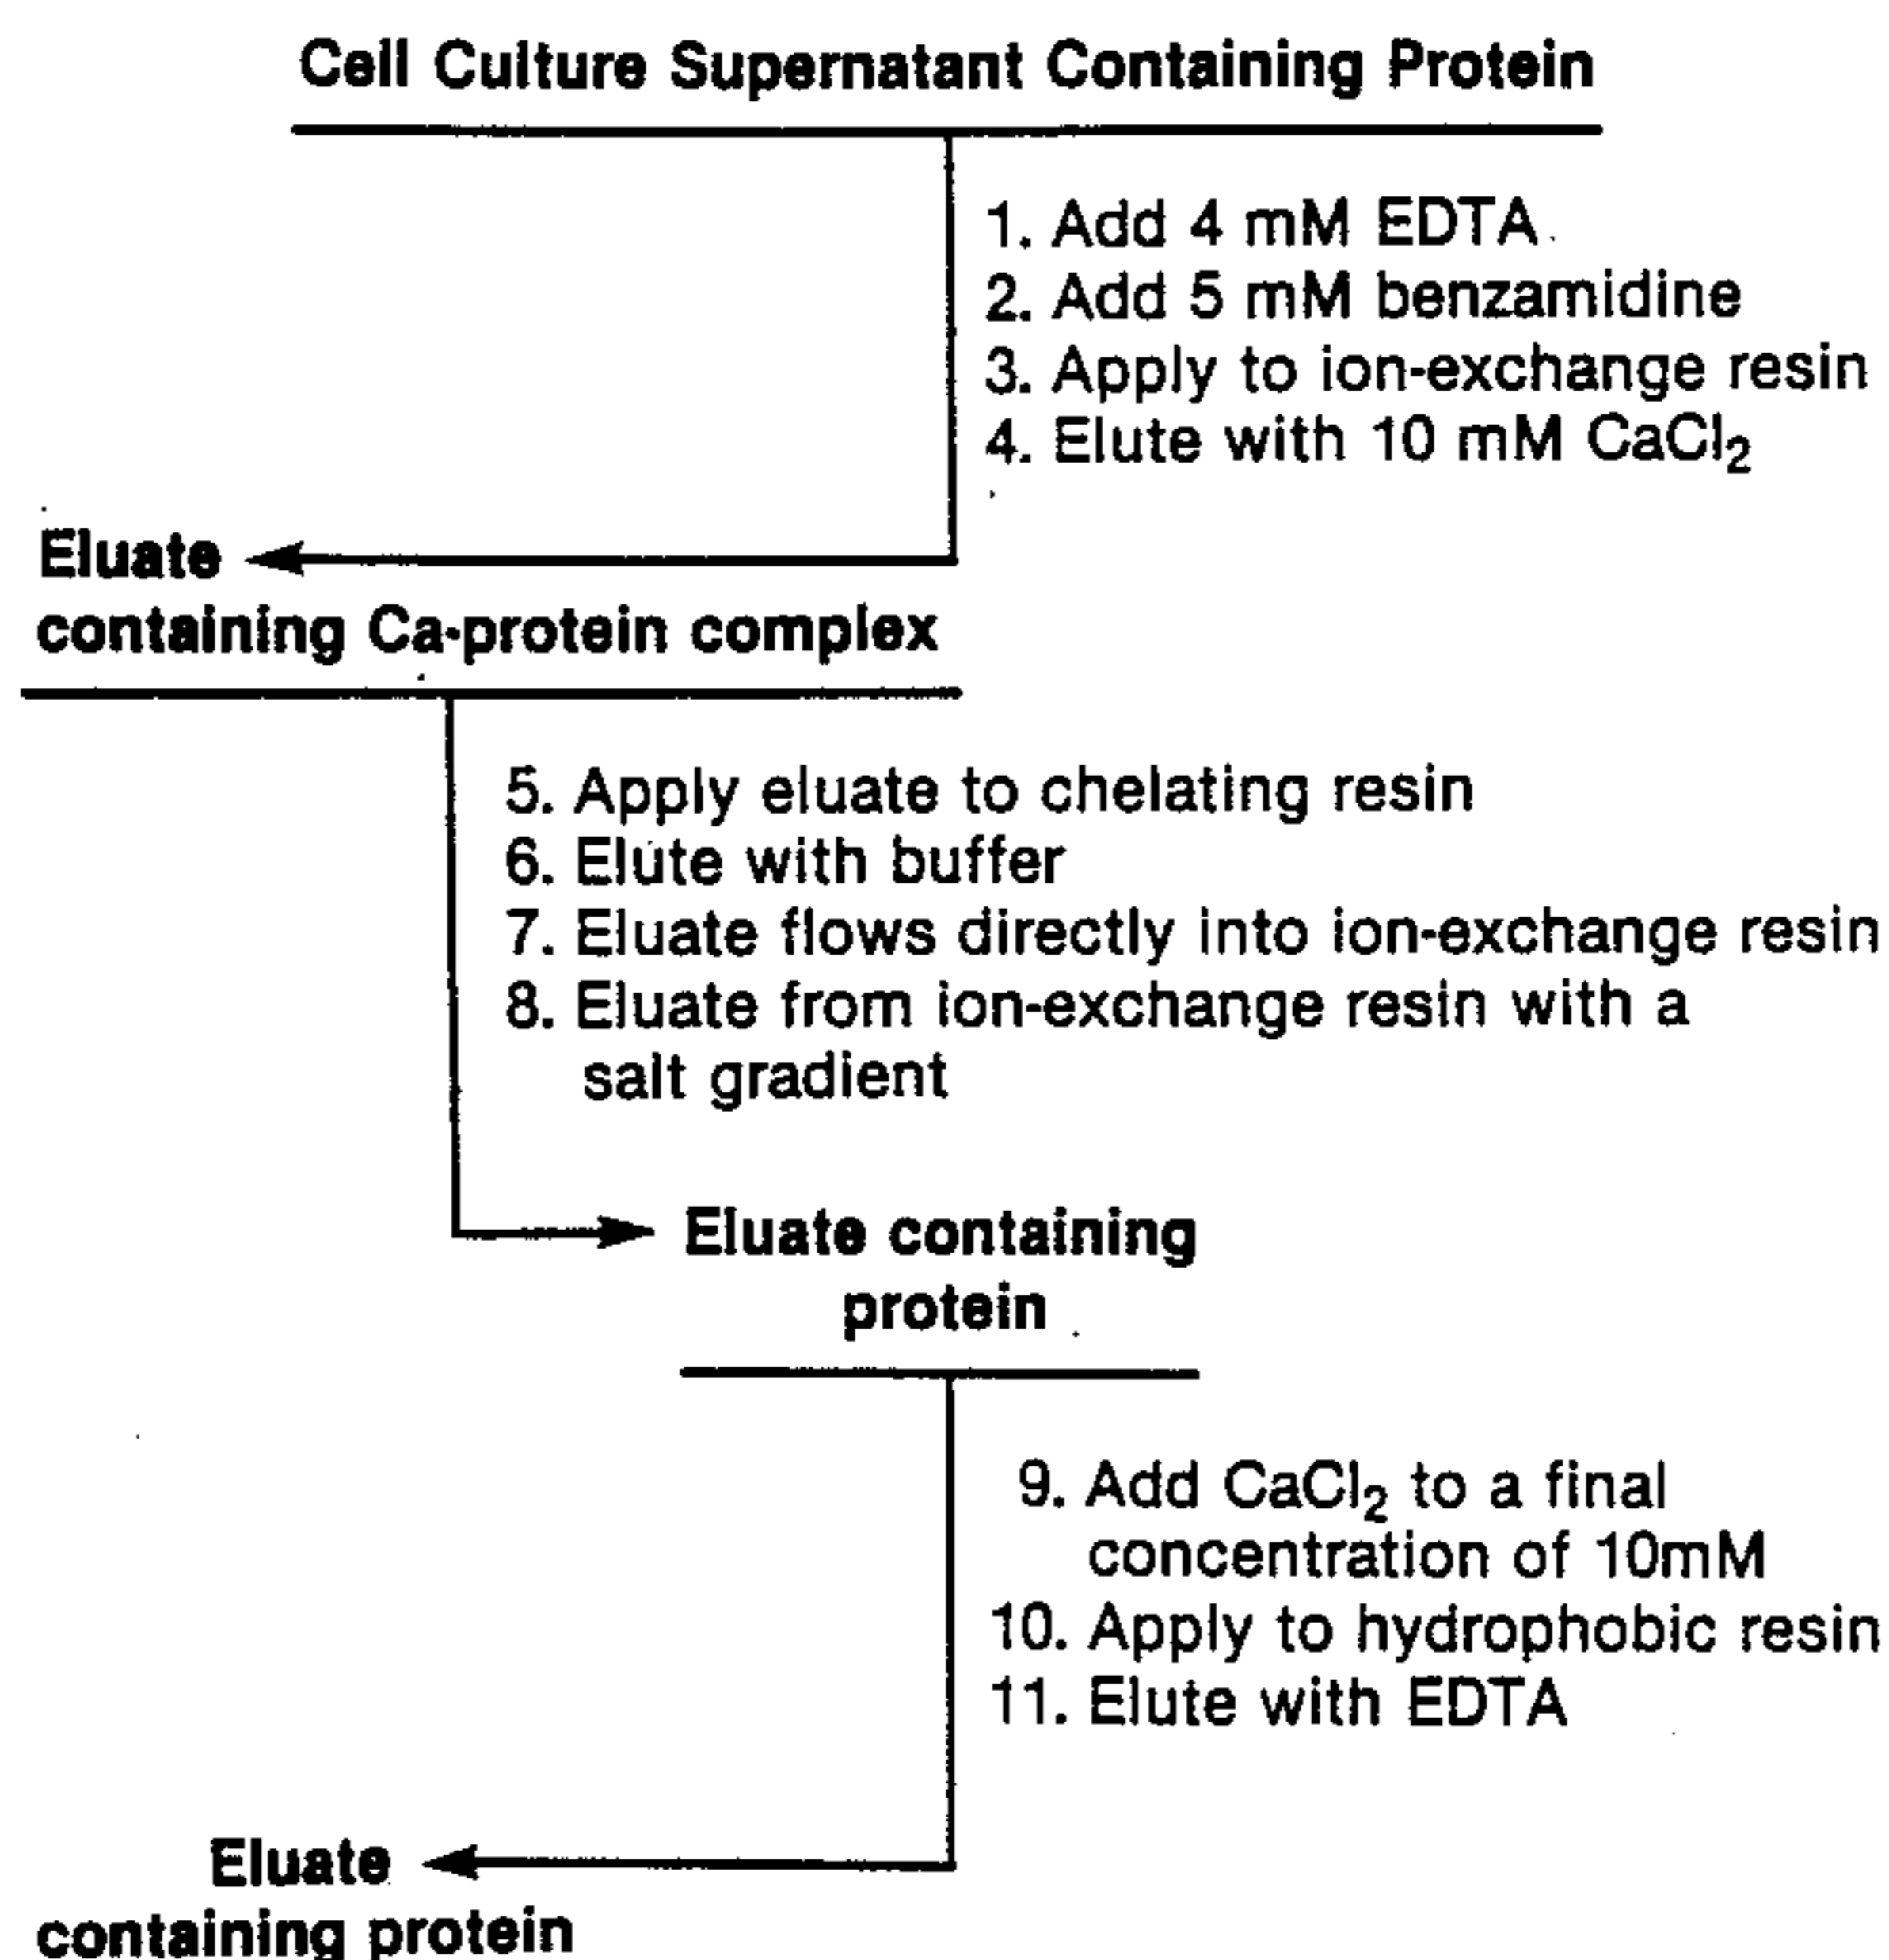 Cell Culture Supernatant Containing Protein
1. Add 4 mM EDTA
2. Add 5 mM benzamidine
3. Apply to ion-exchange resin
4. Elute with 10 mM CaCl₂
Eluate
containing Ca·protein complex
5. Apply eluate to chelating resin
6. Elute with buffer
7. Eluate flows directly into ion-exchange resin
8. Eluate from ion-exchange resin with a
salt gradient
Eluate containing
protein
9. Add CaCl₂ to a final
concentration of 10mM
10. Apply to hydrophobic resin
11. Elute with EDTA
Eluate
containing protein